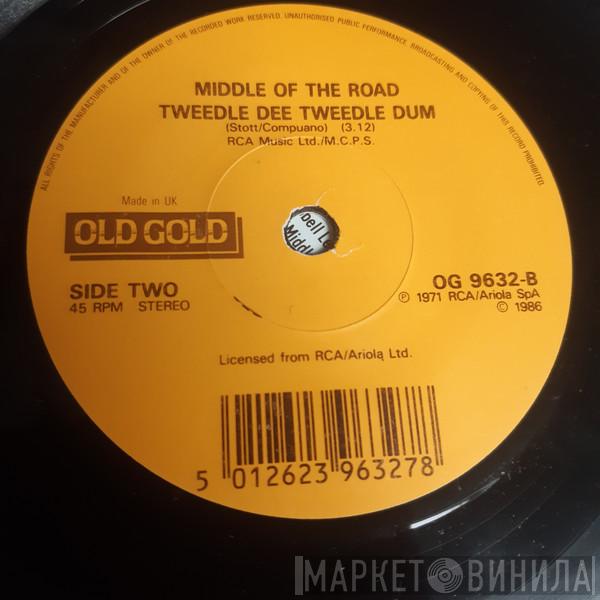 ALL RIGHTS OF THE MANUFACTURER AND OF THE OWNER OF THE RECORDED WORK RESERVED. UNAUTHORISED PUBLIC PERFORMANCE, BROADCASTING AND COPYING OF THIS RECORD PROHIBITED.
MIDDLE OF THE ROAD
TWEEDLE DEE TWEEDLE DUM
(Stott/Compuano) (3.12)
RCA Music Ltd./M.C.P.S.
Made in UK
OLD GOLD
SIDE TWO
45 RPM STEREO
OG 9632-B
Ⓟ 1971 RCA/Ariola SpA
© 1986
Licensed from RCA/Ariola Ltd.
5 012623 963278
МАРКЕТ ВИНИЛА